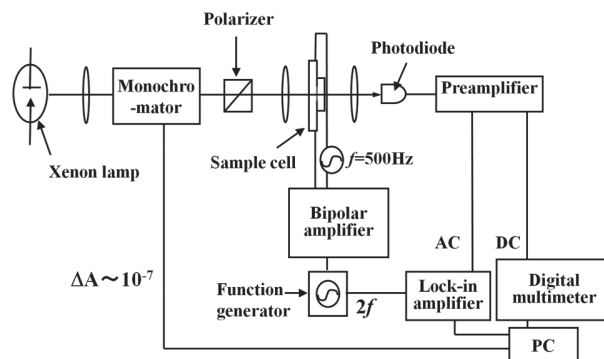 Polarizer
Photodiode
Monochro
-mator
Preamplifier
Xenon lamp
Sample cell
f=500Hz
Bipolar
amplifier
AC
DC
ΔA～10⁻⁷
Function
generator
2f
Lock-in
amplifier
Digital
multimeter
PC